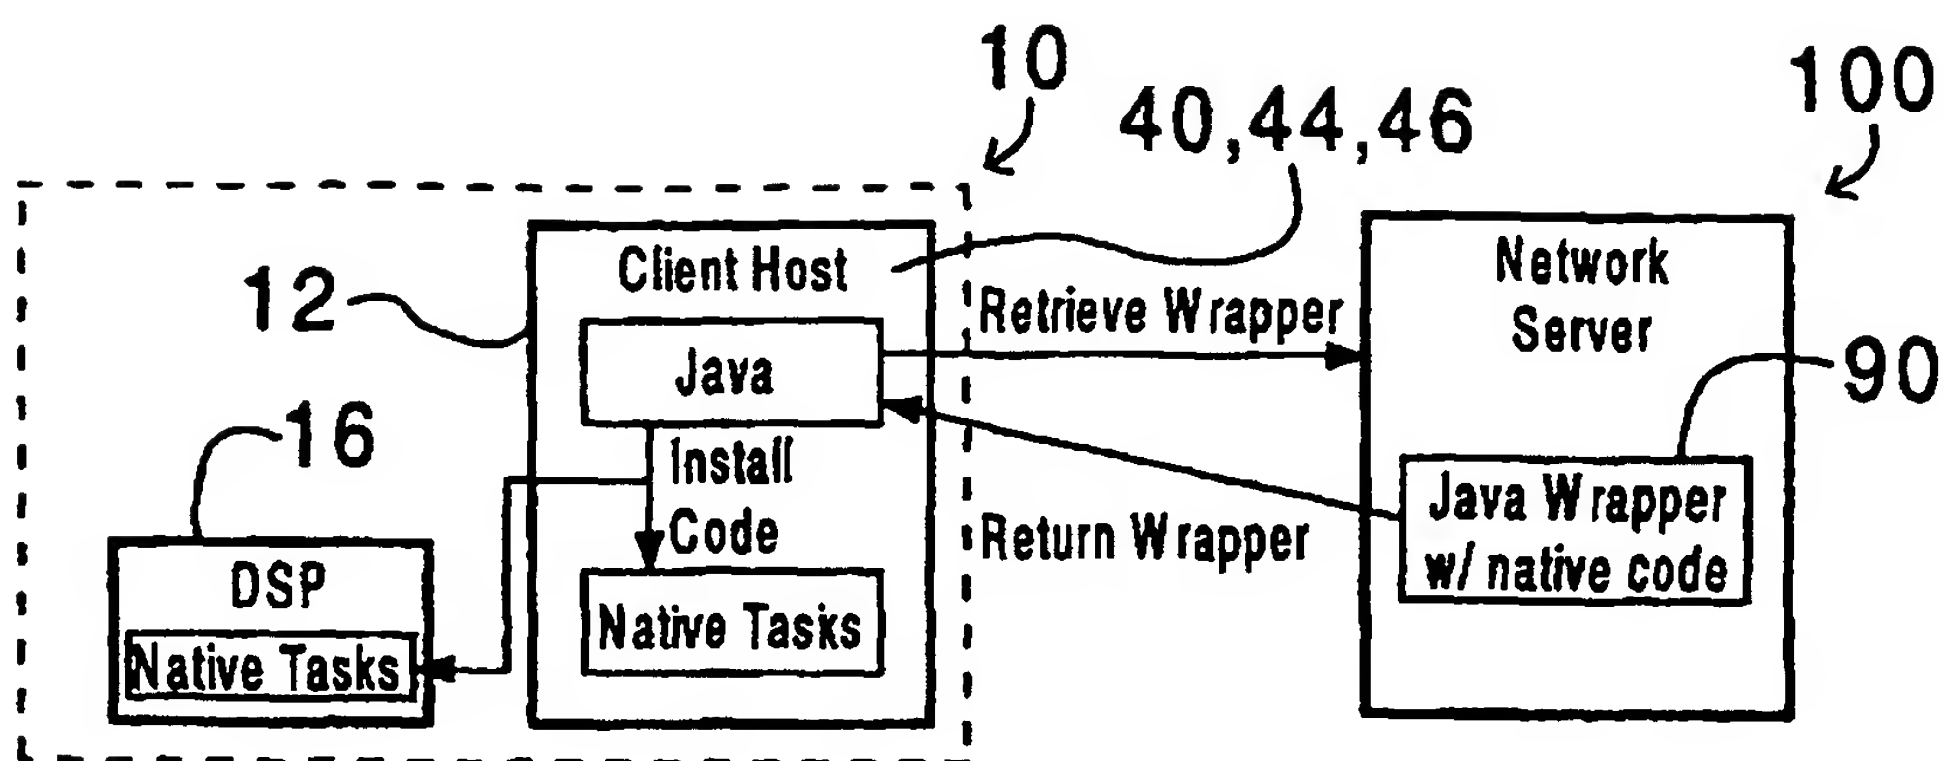 10
40,44,46
100
12
Client Host
Network
Server
Retrieve Wrapper
Java
90
16
Install
Code
Java Wrapper
w/ native code
Return Wrapper
DSP
Native Tasks
Native Tasks